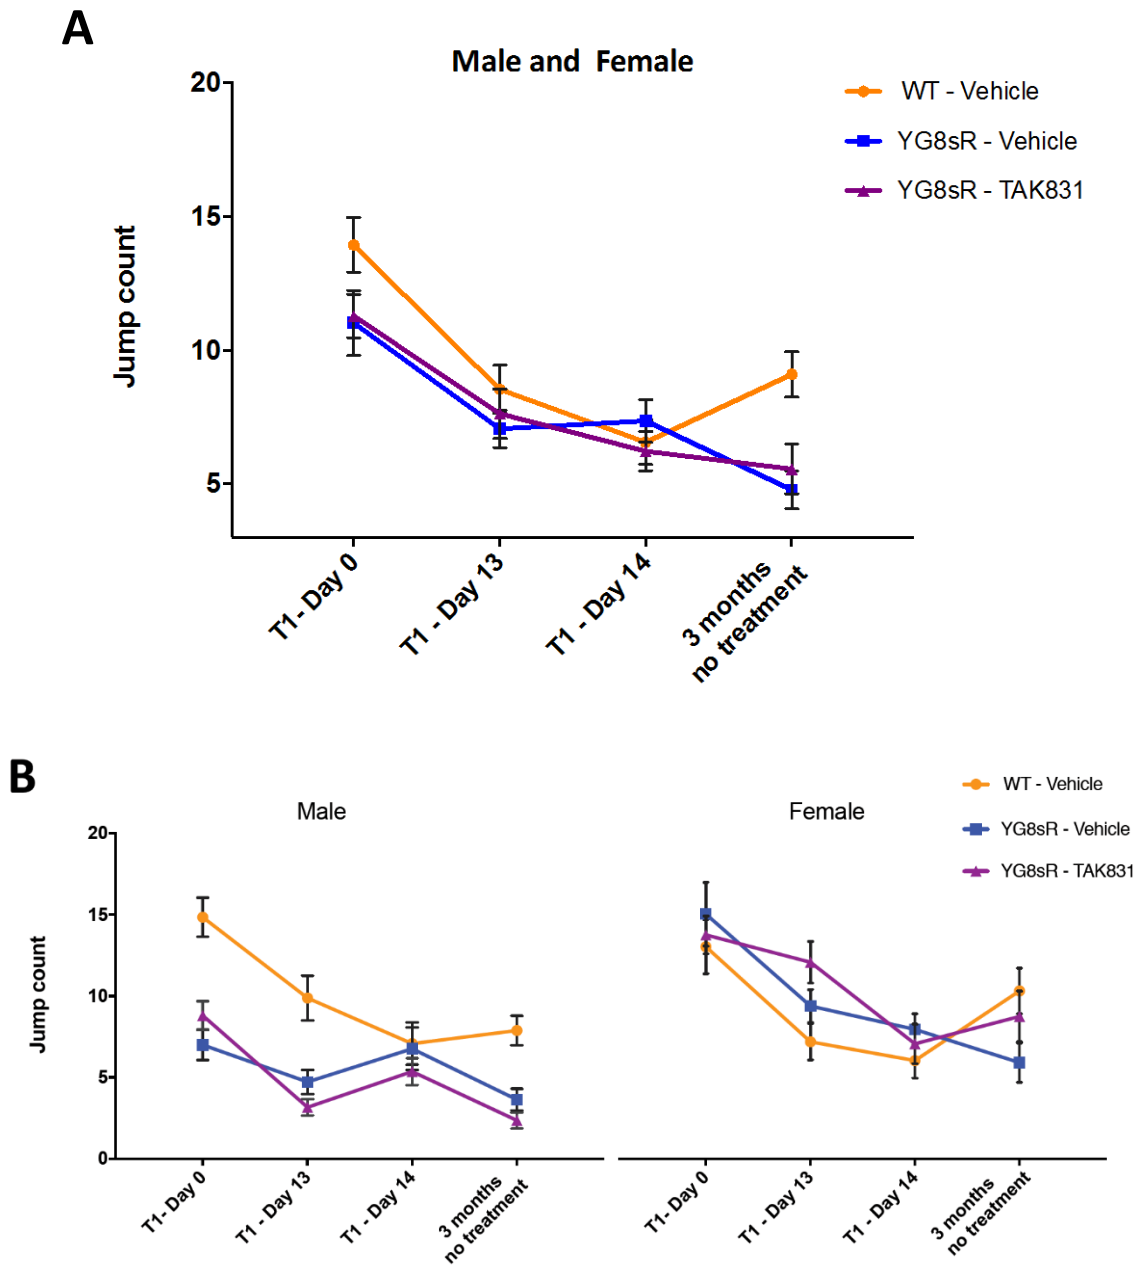 A
Male and  Female
WT - Vehicle
YG8sR - Vehicle
YG8sR - TAK831
20
15
10
5
Jump count
T1- Day 0
T1 - Day 13
T1 - Day 14
3 months
no treatment
B
WT - Vehicle
YG8sR - Vehicle
YG8sR - TAK831
Male
Female
20
15
10
5
0
Jump count
T1- Day 0
T1 - Day 13
T1 - Day 14
3 months
no treatment
T1- Day 0
T1 - Day 13
T1 - Day 14
3 months
no treatment